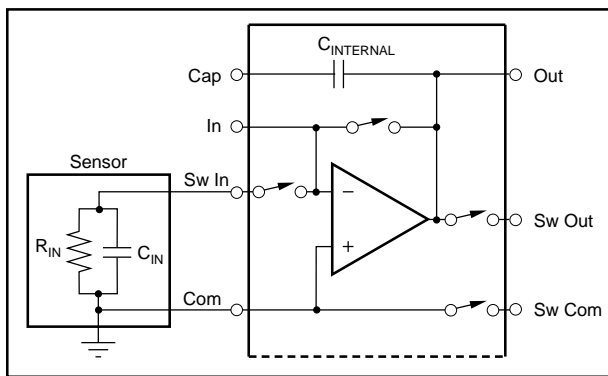 C_INTERNAL
Cap
Out
In
Sensor
Sw In
−
R_IN
C_IN
+
Sw Out
Com
Sw Com